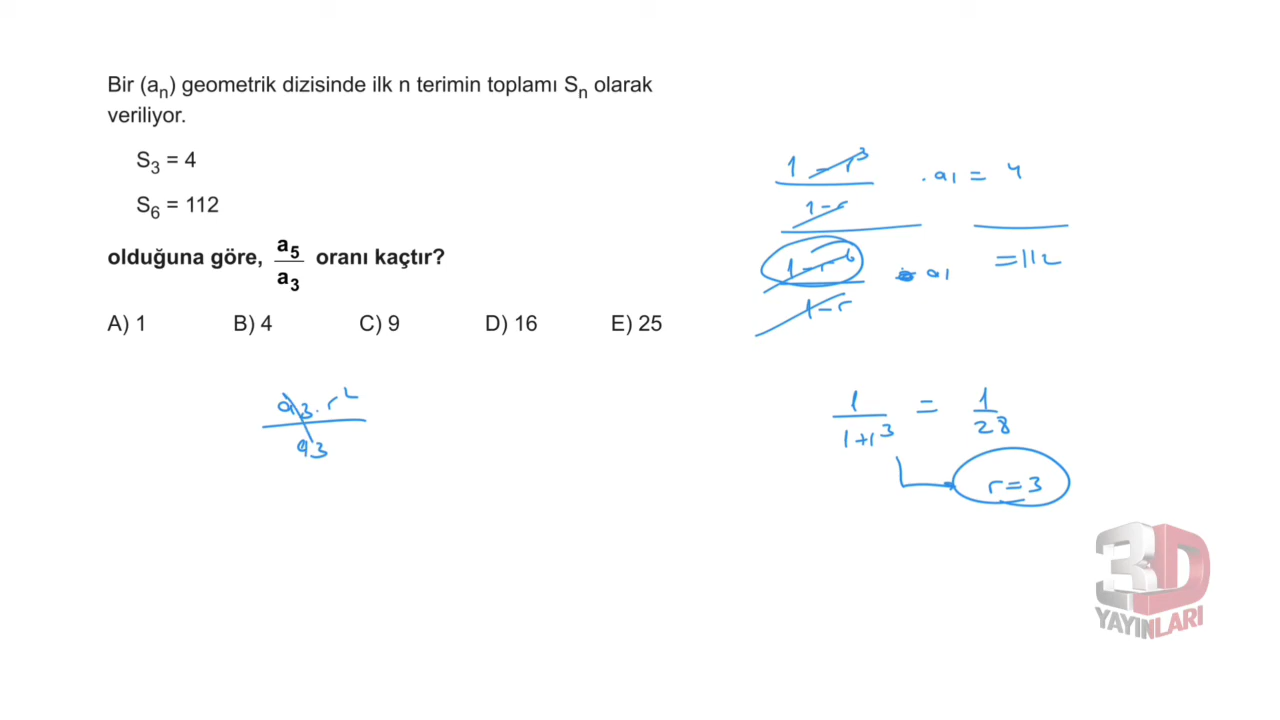 Bir (aₙ) geometrik dizisinde ilk n terimin toplamı Sₙ olarak
veriliyor.
S₃ = 4
S₆ = 112
olduğuna göre, a₅/a₃ oranı kaçtır?
A) 1 B) 4 C) 9 D) 16 E) 25
a₃.r²
a₃
1-r³ .a₁ = 4
1-r
1-r⁶ . a₁ =112
1-r
1/(1+r³) = 1/28
r=3
3D
YAYINLARI